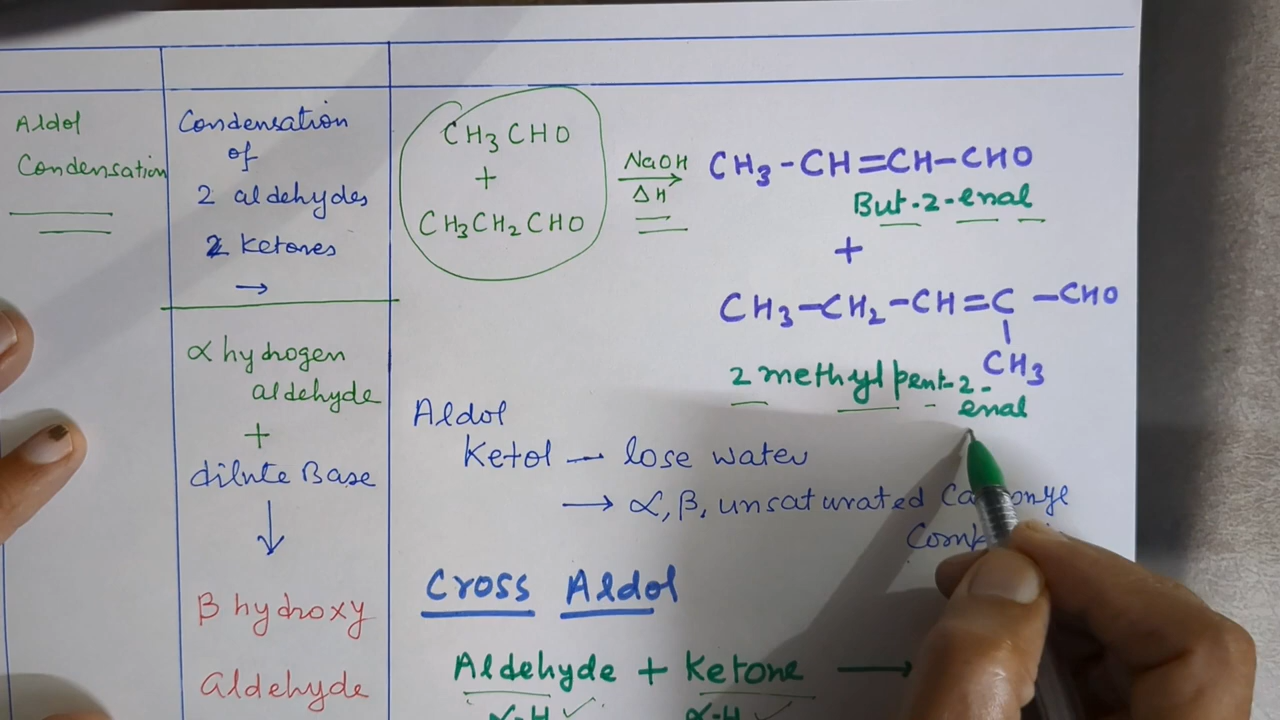 Aldol
Condensation
Condensation
of
2 aldehydes
2 Ketones
→
α hydrogen
aldehyde
+
dilute Base
↓
β hydroxy
aldehyde
CH3CHO
+
CH3CH2CHO
NaOH
ΔH
CH3-CH=CH-CHO
But-2-enal
+
CH3-CH2-CH=C-CHO
CH3
2 methyl pent-2-
enal
Aldol
Ketol — lose water
→ α, β, unsaturated
Cross Aldol
Aldehyde + Ketone →
α-H ✓ α-H ✓